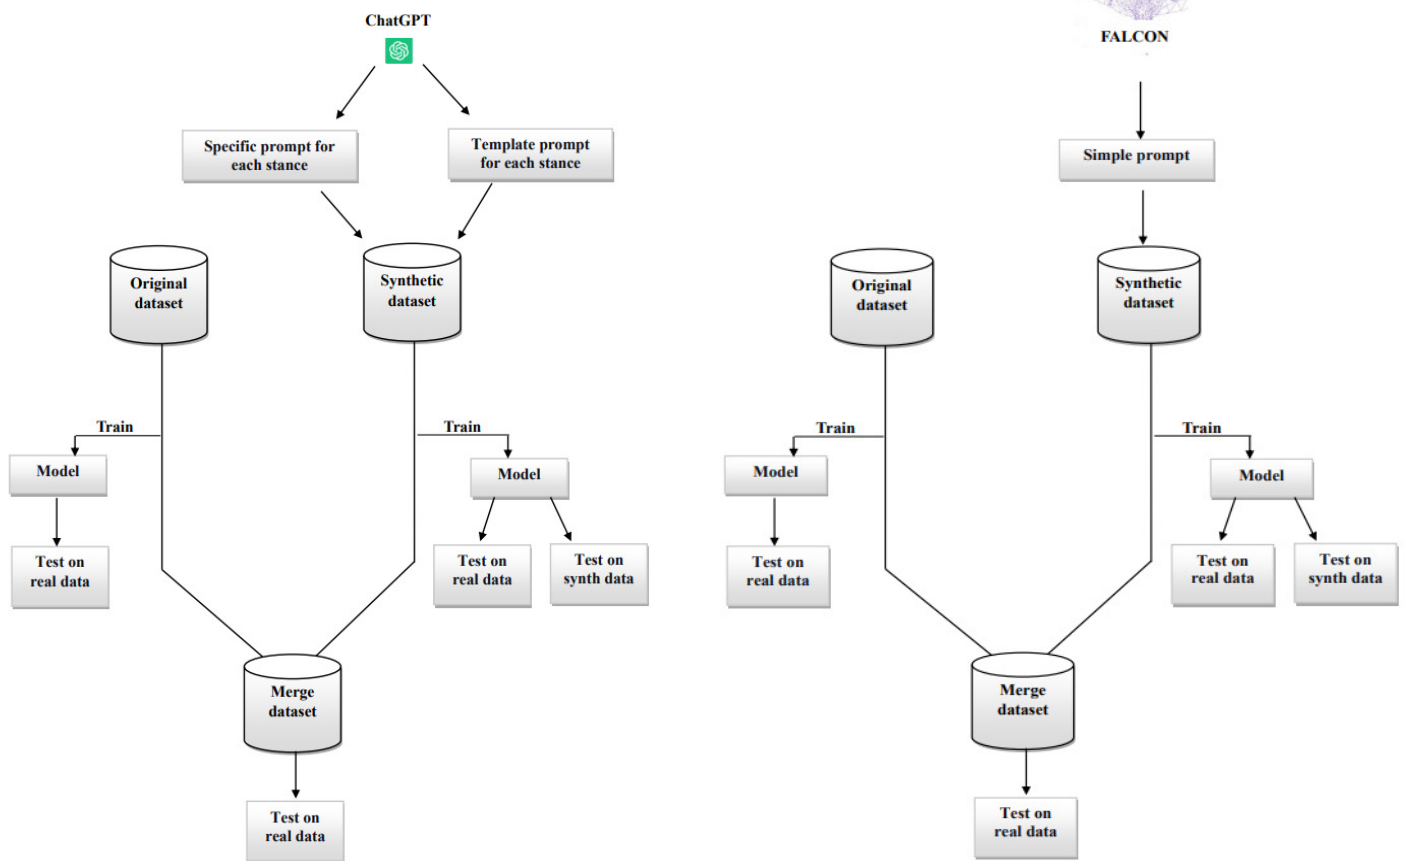 ChatGPT
Specific prompt for
each stance
Template prompt
for each stance
Original
dataset
Synthetic
dataset
Train
Train
Model
Model
Test on
real data
Test on
real data
Test on
synth data
Merge
dataset
Test on
real data
FALCON
Simple prompt
Original
dataset
Synthetic
dataset
Train
Train
Model
Model
Test on
real data
Test on
real data
Test on
synth data
Merge
dataset
Test on
real data